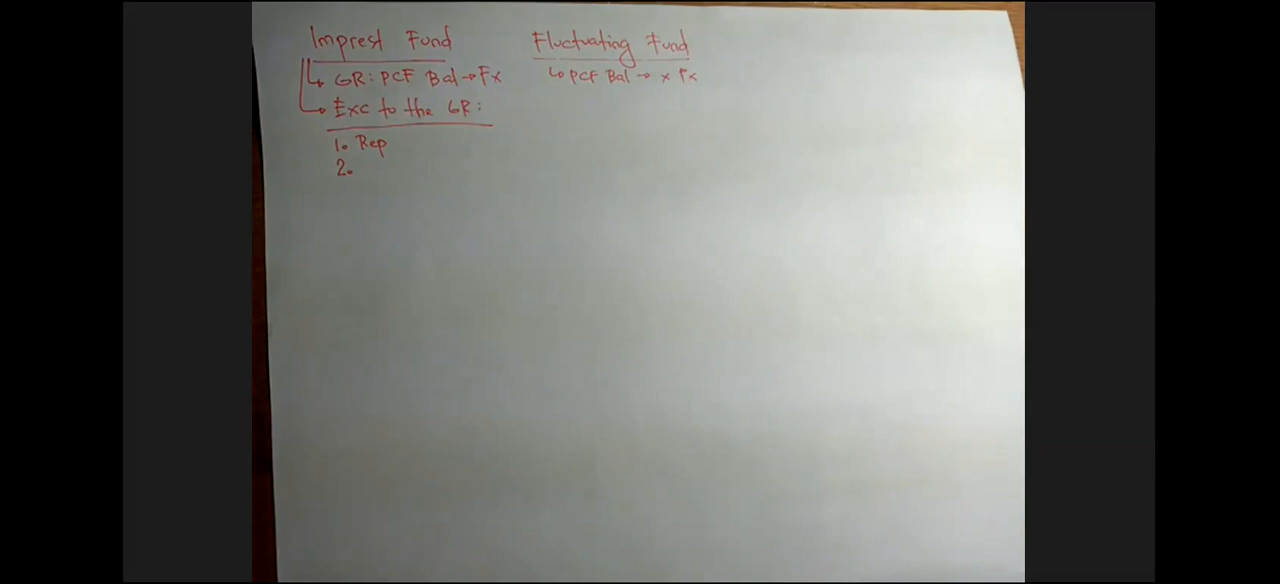 Imprest Fund
↳ GR: PCF Bal → Fx
↳ Exc to the GR:
1. Rep
2.
Fluctuating Fund
↳ PCF Bal → x Fx